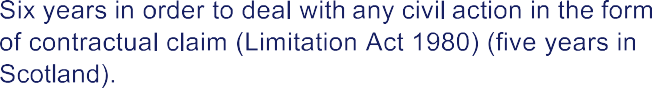 Six years in order to deal with any civil action in the form
of contractual claim (Limitation Act 1980) (five years in
Scotland).